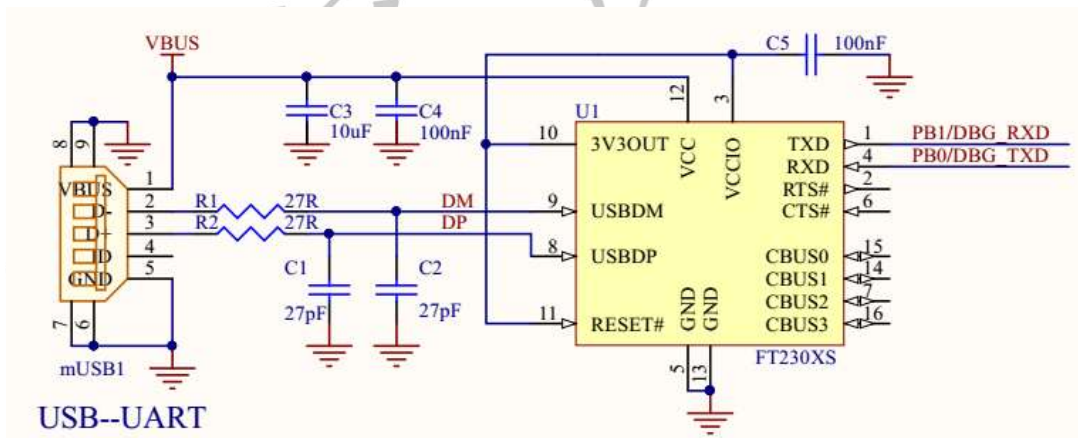 VBUS
C5 100nF
12
3
U1
C3
10uF
C4
100nF
8
9
10
3V3OUT
VCC
VCCIO
TXD
1
PB1/DBG_RXD
RXD
4
PB0/DBG_TXD
RTS#
2
CTS#
6
VBUS
1
D-
2
R1
27R
DM
9
USBDM
D+
3
R2
27R
DP
8
USBDP
ID
4
GND
5
C1
27pF
C2
27pF
CBUS0
15
CBUS1
14
CBUS2
7
CBUS3
16
11
RESET#
GND
GND
7
6
5
13
FT230XS
mUSB1
USB--UART